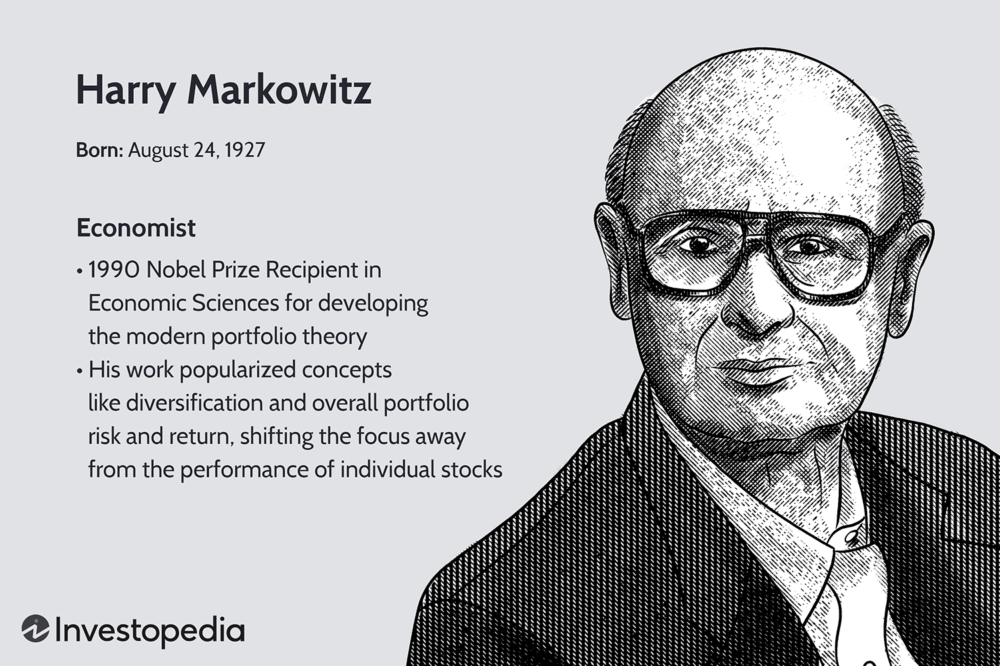 Harry Markowitz
Born: August 24, 1927
Economist
• 1990 Nobel Prize Recipient in
Economic Sciences for developing
the modern portfolio theory
• His work popularized concepts
like diversification and overall portfolio
risk and return, shifting the focus away
from the performance of individual stocks
Investopedia